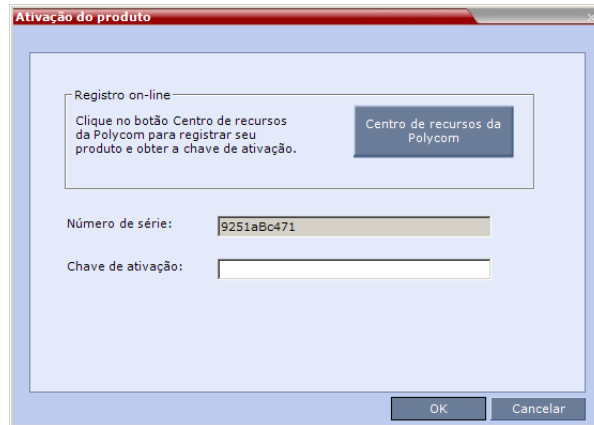 Ativação do produto
Registro on-line
Clique no botão Centro de recursos
da Polycom para registrar seu
produto e obter a chave de ativação.
Centro de recursos da
Polycom
Número de série:
9251aBc471
Chave de ativação:
OK
Cancelar